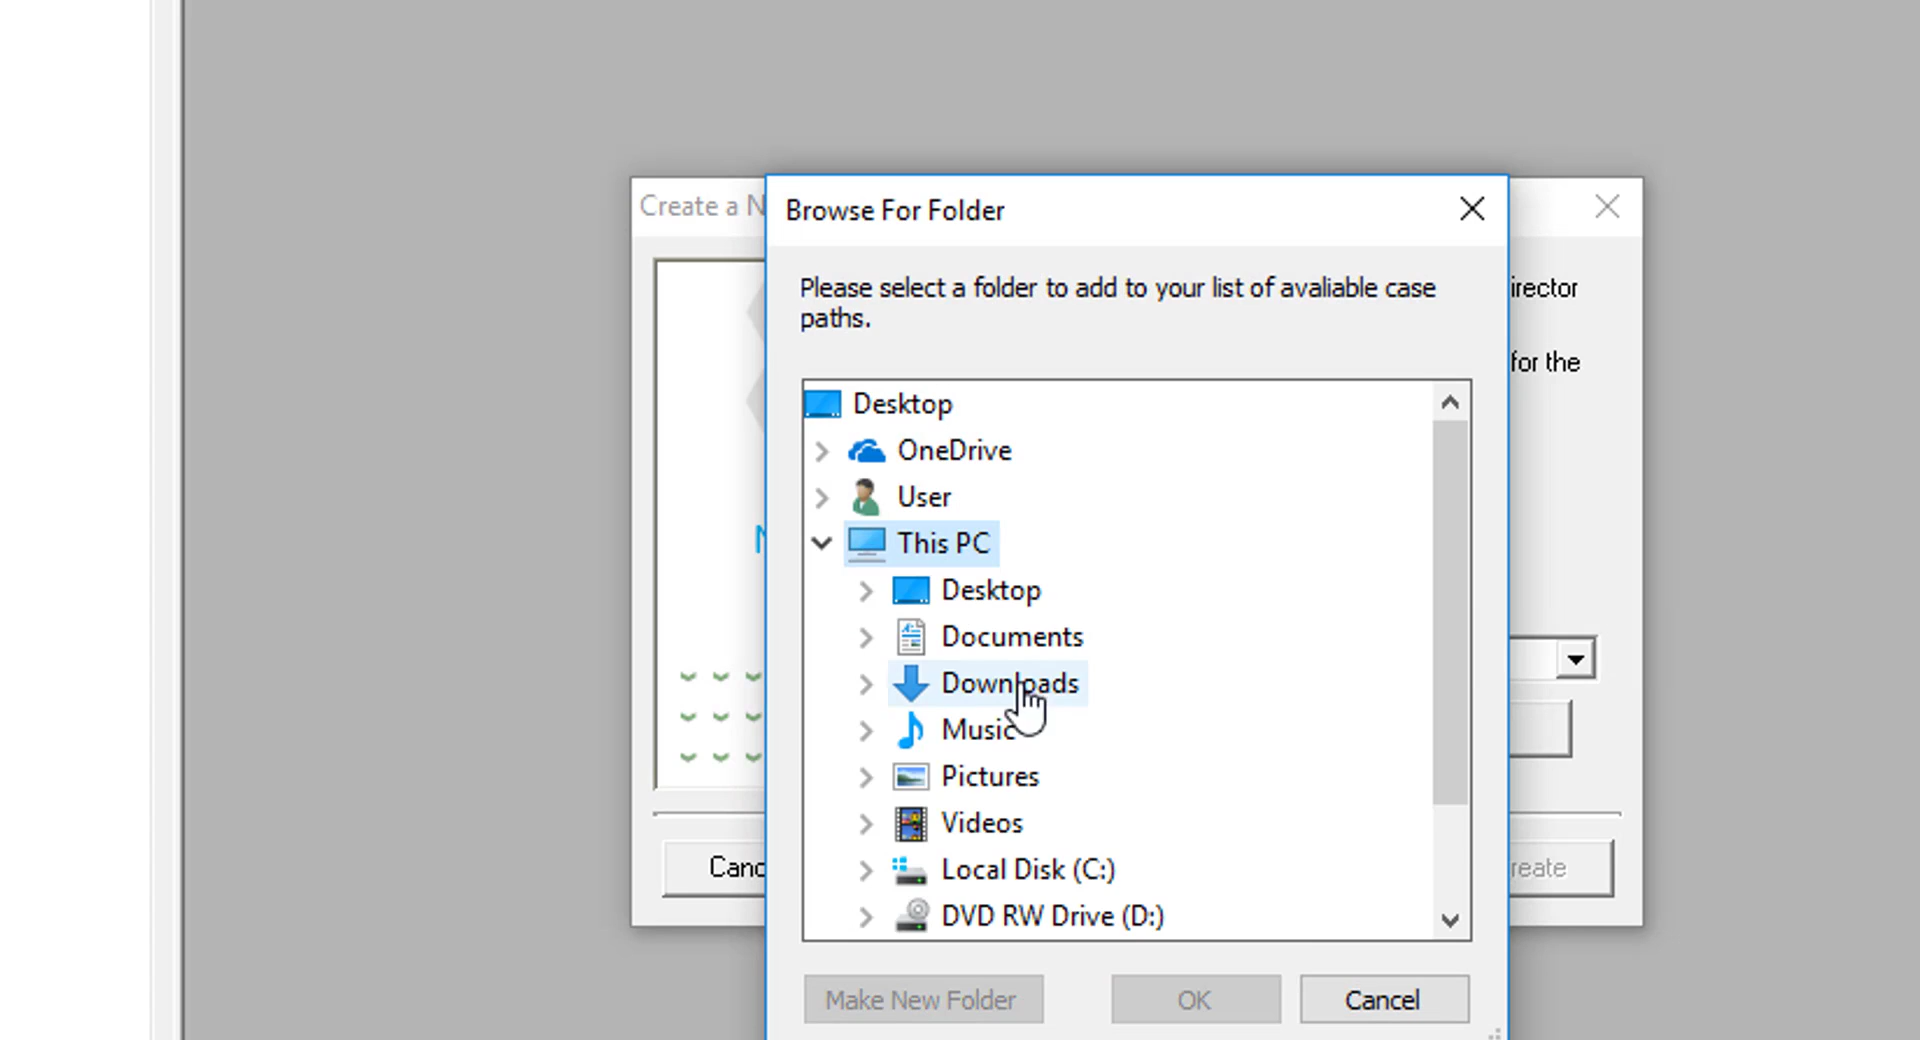 Create a N
Browse For Folder
Please select a folder to add to your list of avaliable case
paths.
irector
for the
Desktop
OneDrive
User
This PC
Desktop
Documents
Downloads
Music
Pictures
Videos
Local Disk (C:)
DVD RW Drive (D:)
Canc
reate
Make New Folder
OK
Cancel